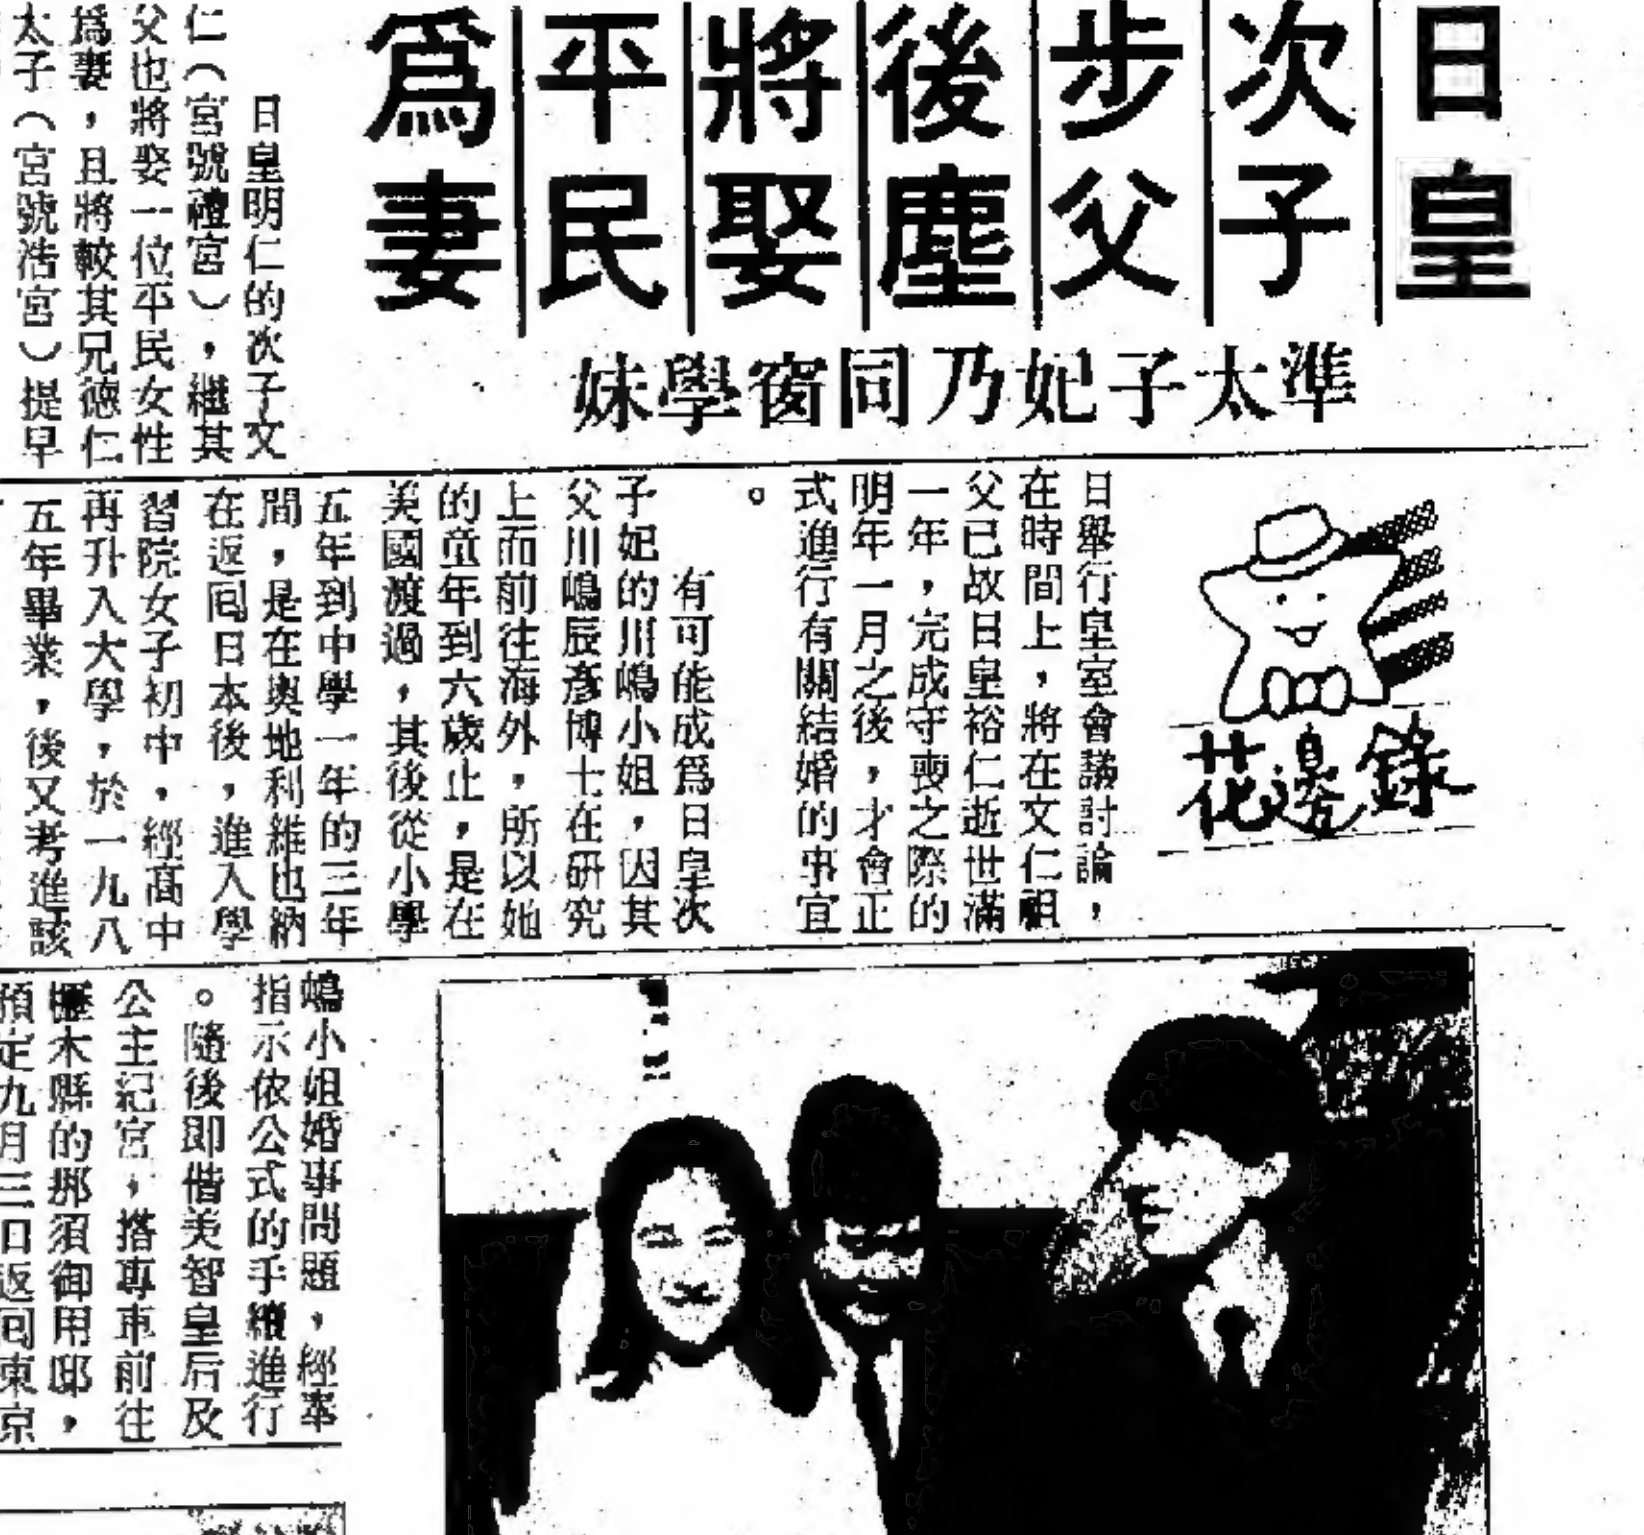 日皇
次子
步父
後塵
將娶
平民
爲妻
準太子妃乃同窗學妹
日皇明仁的次子文
仁（宮號禮宮），繼其
父也將娶一位平民女性
爲妻，且將較其兄德仁
太子（宮號浩宮）提早
花邊錄
日舉行皇室會議討論，
在時間上，將在文仁祖
父已故日皇裕仁逝世滿
一年，完成守喪之際的
明年一月之後，才會正
式進行有關結婚的事宜
。
有可能成爲日皇次
子妃的川嶋小姐，因其
父川嶋辰彥博士在研究
上而前往海外，所以她
的童年到六歲止，是在
美國渡過，其後從小學
五年到中學一年的三年
間，是在奧地利維也納
在返回日本後，進入學
習院女子初中，經高中
再升入大學，於一九八
五年畢業，後又考進該
嶋小姐婚事問題，經奉
指示依公式的手續進行
。隨後即偕美智皇后及
公主紀宮，搭專車前往
櫪木縣的那須御用邸，
預定九月三日返回東京